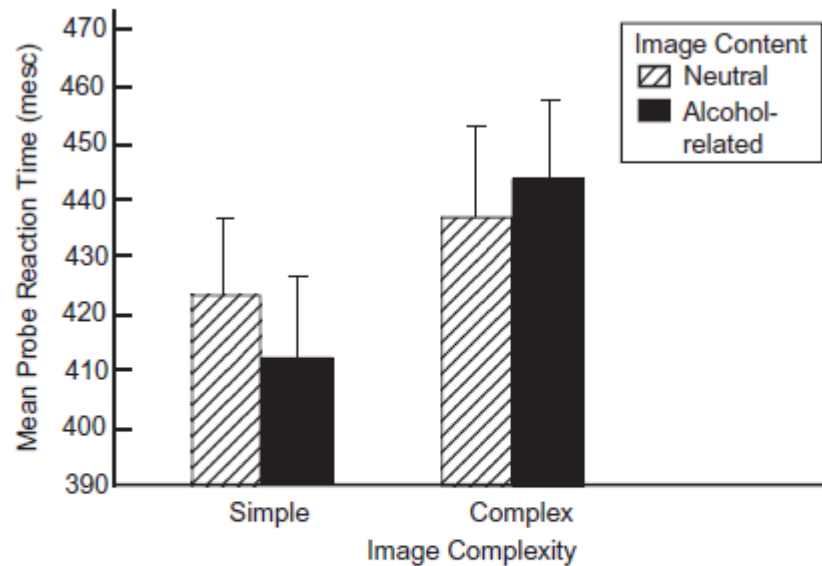 470
460
450
440
430
420
410
400
390
Mean Probe Reaction Time (mesc)
Image Content
Neutral
Alcohol-
related
Simple
Complex
Image Complexity